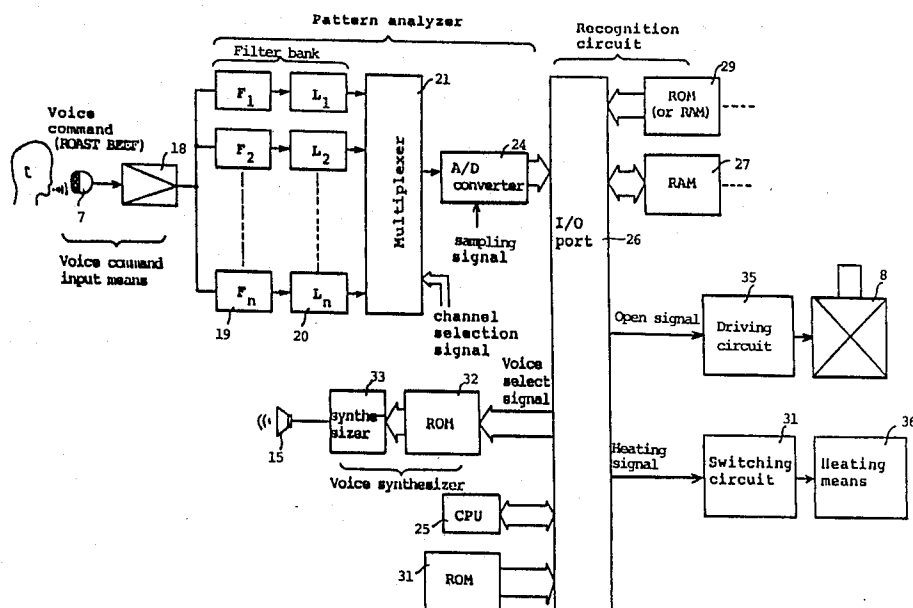 Pattern analyzer
Recognition
circuit
Filter bank
21
29
F1
L1
ROM
(or RAM)
Voice
command
(ROAST BEEF)
18
F2
L2
24
27
t
A/D
converter
RAM
Multiplexer
7
I/O
port
26
sampling
signal
Voice command
input means
35
8
Fn
Ln
19
20
channel
selection
signal
Open signal
Driving
circuit
Voice
select
signal
33
32
31
36
synthe
sizer
ROM
15
Heating
signal
Switching
circuit
Heating
means
Voice synthesizer
CPU
25
31
ROM